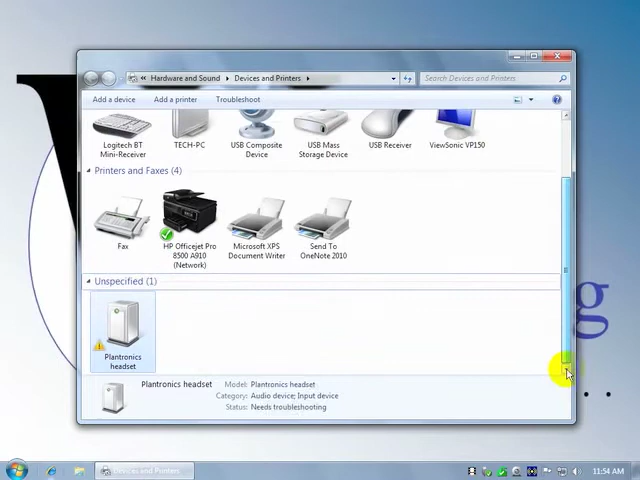 « Hardware and Sound ▸ Devices and Printers ▸
Search Devices and Printers
Add a device Add a printer Troubleshoot
Logitech BT
Mini-Receiver
TECH-PC
USB Composite
Device
USB Mass
Storage Device
USB Receiver
ViewSonic VP150
Printers and Faxes (4)
Fax
HP Officejet Pro
8500 A910
(Network)
Microsoft XPS
Document Writer
Send To
OneNote 2010
Unspecified (1)
Plantronics
headset
Plantronics headset
Model: Plantronics headset
Category: Audio device; Input device
Status: Needs troubleshooting
g
...
Devices and Printers
11:54 AM